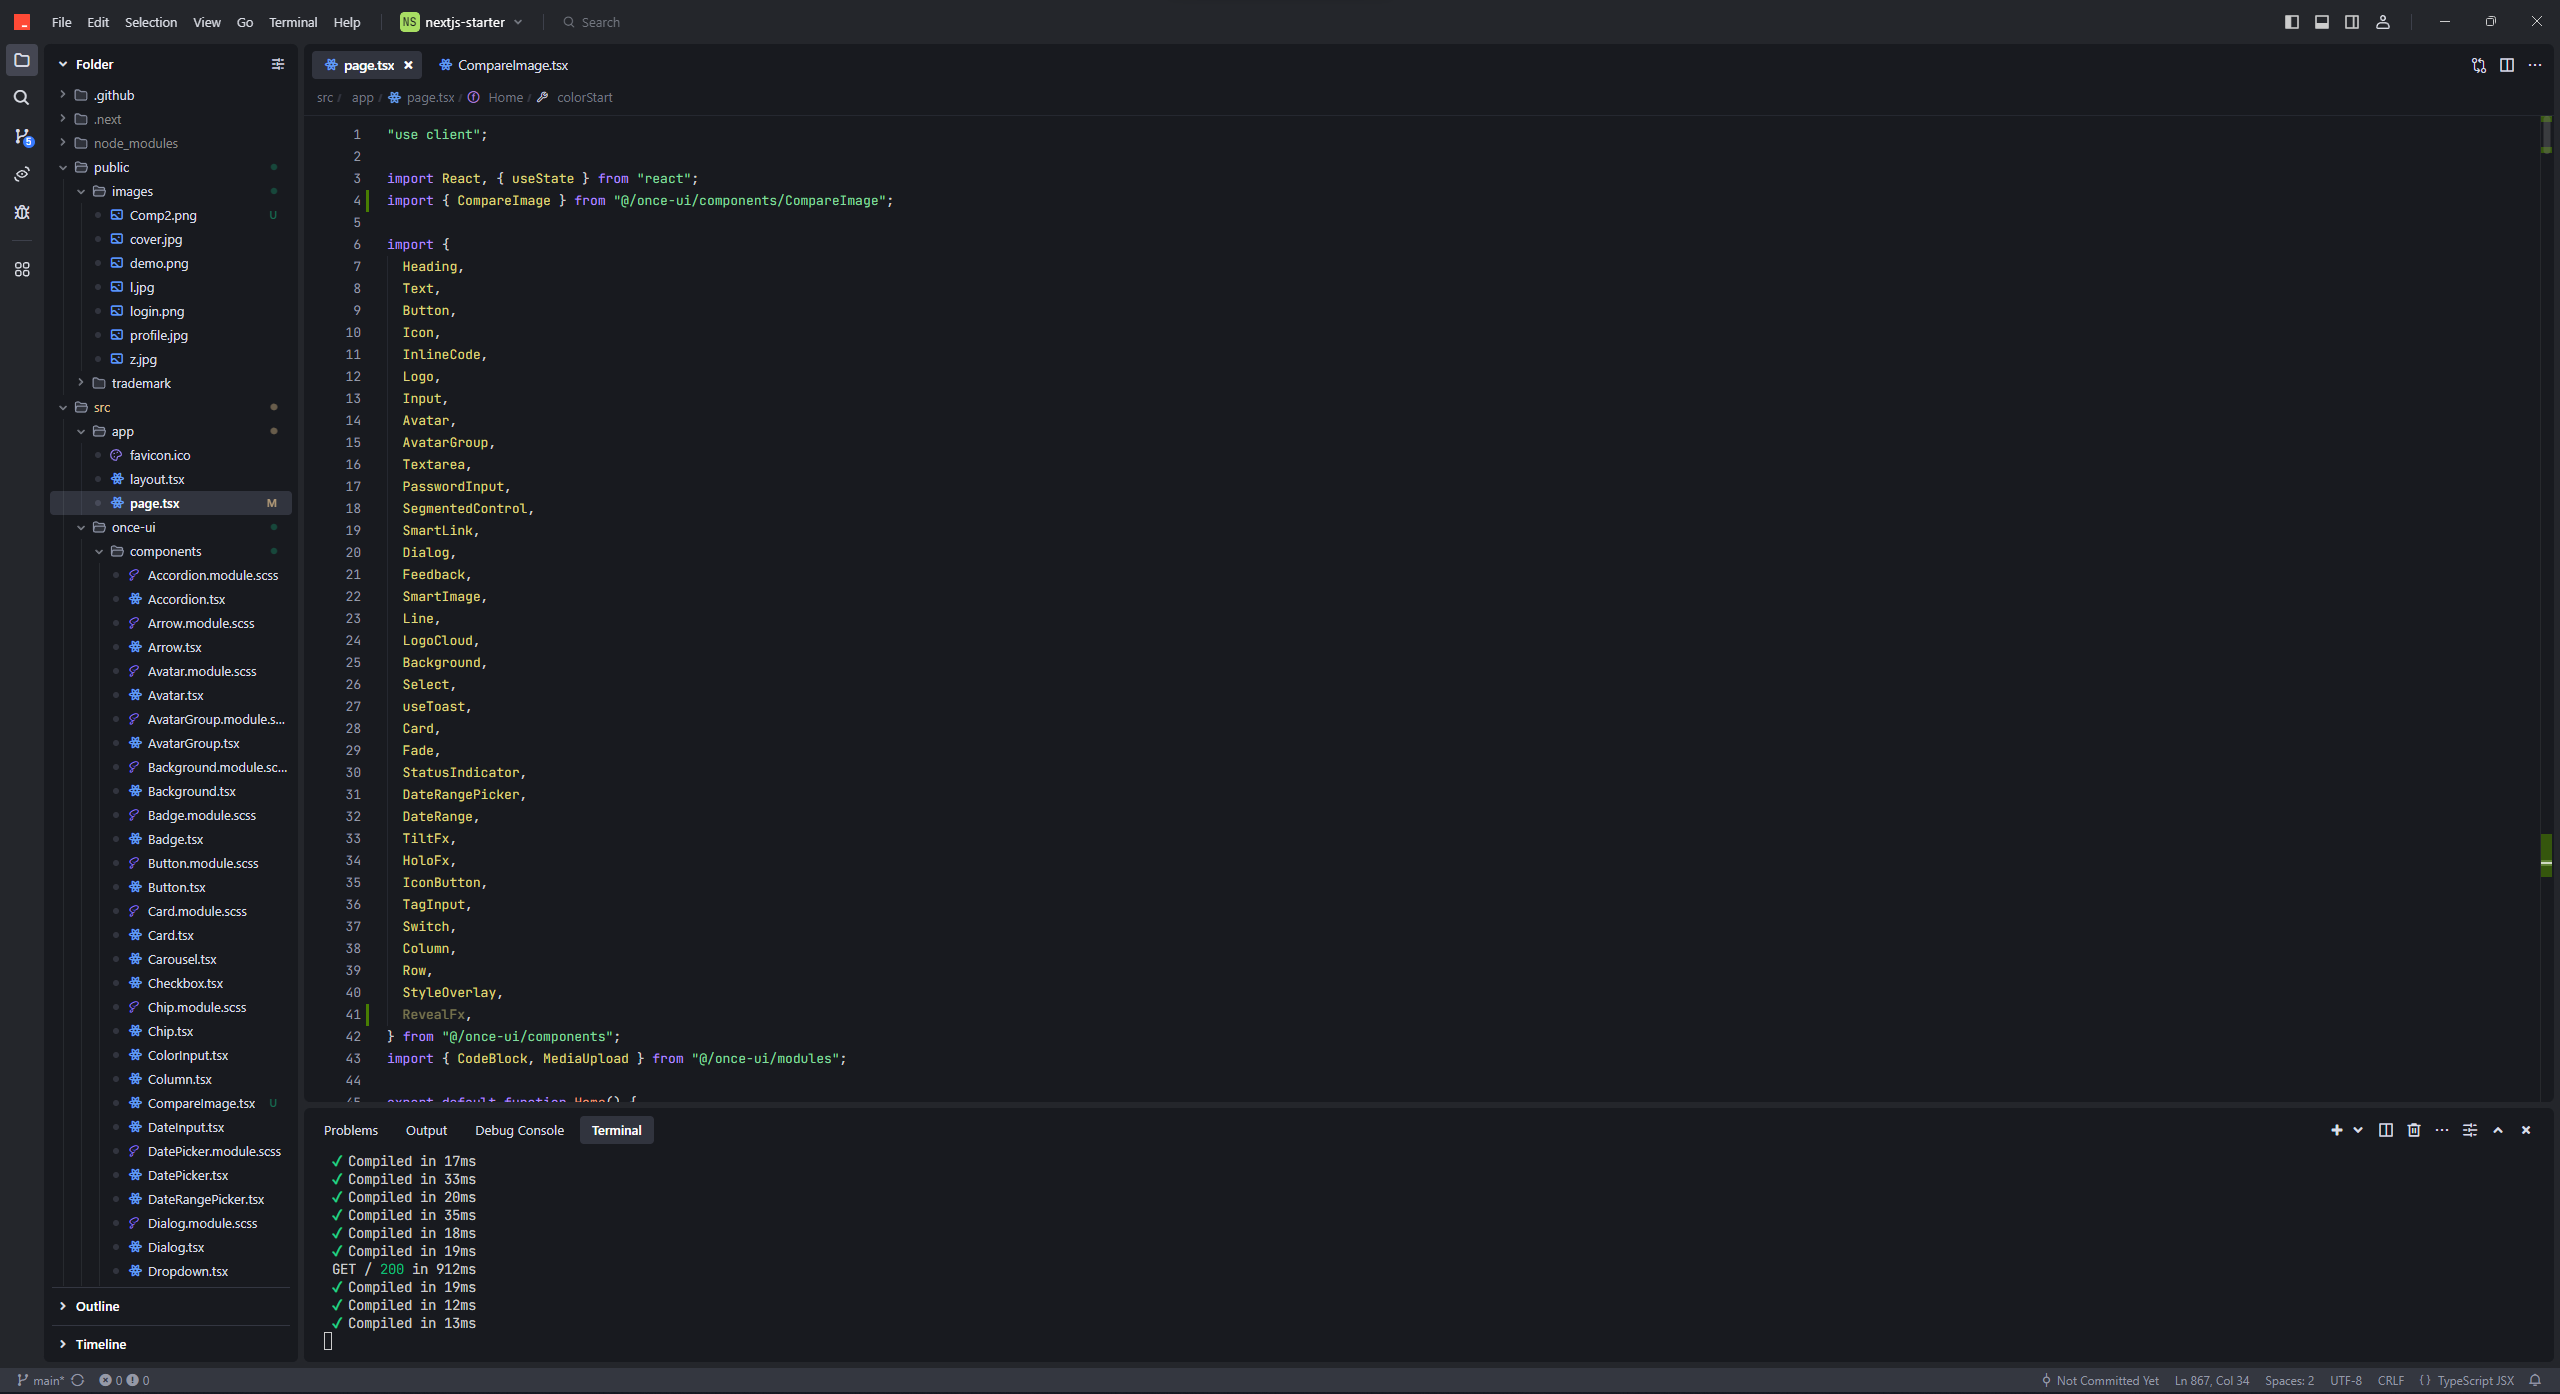 File Edit Selection View Go Terminal Help NS nextjs-starter Search
Folder
.github
.next
node_modules
public
images
Comp2.png U
cover.jpg
demo.png
l.jpg
login.png
profile.jpg
z.jpg
trademark
src
app
favicon.ico
layout.tsx
page.tsx M
once-ui
components
Accordion.module.scss
Accordion.tsx
Arrow.module.scss
Arrow.tsx
Avatar.module.scss
Avatar.tsx
AvatarGroup.module.s...
AvatarGroup.tsx
Background.module.sc...
Background.tsx
Badge.module.scss
Badge.tsx
Button.module.scss
Button.tsx
Card.module.scss
Card.tsx
Carousel.tsx
Checkbox.tsx
Chip.module.scss
Chip.tsx
ColorInput.tsx
Column.tsx
CompareImage.tsx U
DateInput.tsx
DatePicker.module.scss
DatePicker.tsx
DateRangePicker.tsx
Dialog.module.scss
Dialog.tsx
Dropdown.tsx
Outline
Timeline
page.tsx CompareImage.tsx
src / app / page.tsx / Home / colorStart
1 "use client";
2
3 import React, { useState } from "react";
4 import { CompareImage } from "@/once-ui/components/CompareImage";
5
6 import {
7 Heading,
8 Text,
9 Button,
10 Icon,
11 InlineCode,
12 Logo,
13 Input,
14 Avatar,
15 AvatarGroup,
16 Textarea,
17 PasswordInput,
18 SegmentedControl,
19 SmartLink,
20 Dialog,
21 Feedback,
22 SmartImage,
23 Line,
24 LogoCloud,
25 Background,
26 Select,
27 useToast,
28 Card,
29 Fade,
30 StatusIndicator,
31 DateRangePicker,
32 DateRange,
33 TiltFx,
34 HoloFx,
35 IconButton,
36 TagInput,
37 Switch,
38 Column,
39 Row,
40 StyleOverlay,
41 RevealFx,
42 } from "@/once-ui/components";
43 import { CodeBlock, MediaUpload } from "@/once-ui/modules";
44
45 export default function Home() {
Problems Output Debug Console Terminal
✓ Compiled in 17ms
✓ Compiled in 33ms
✓ Compiled in 20ms
✓ Compiled in 35ms
✓ Compiled in 18ms
✓ Compiled in 19ms
GET / 200 in 912ms
✓ Compiled in 19ms
✓ Compiled in 12ms
✓ Compiled in 13ms
main* 0 0 Not Committed Yet Ln 867, Col 34 Spaces: 2 UTF-8 CRLF {} TypeScript JSX
5